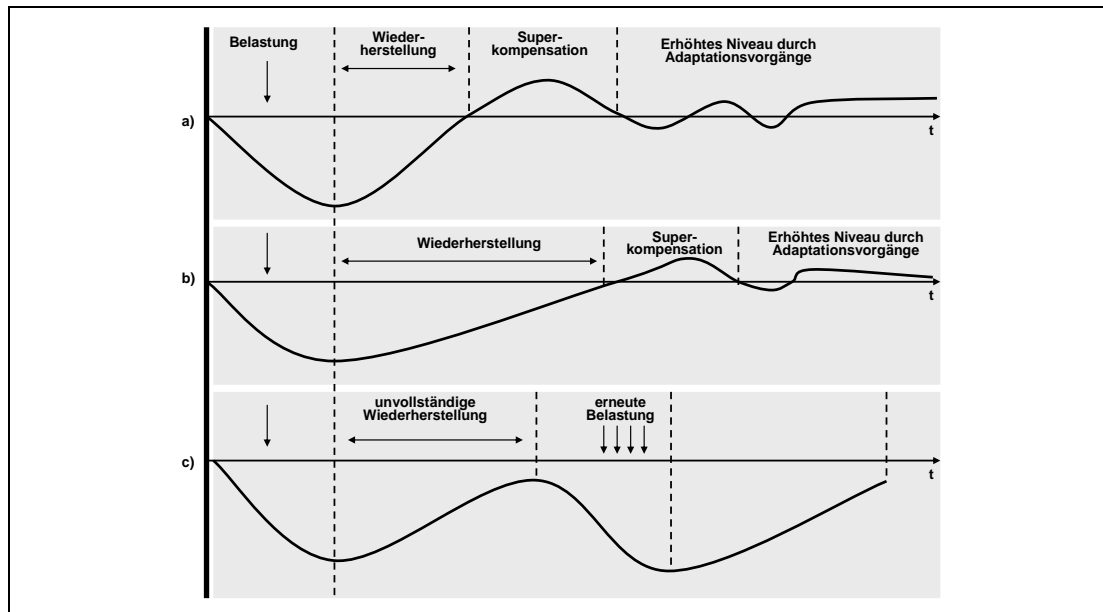 Belastung
Wieder-
herstellung
Super-
kompensation
Erhöhtes Niveau durch
Adaptationsvorgänge
a)
t
Wiederherstellung
Super-
kompensation
Erhöhtes Niveau durch
Adaptationsvorgänge
b)
t
unvollständige
Wiederherstellung
erneute
Belastung
c)
t